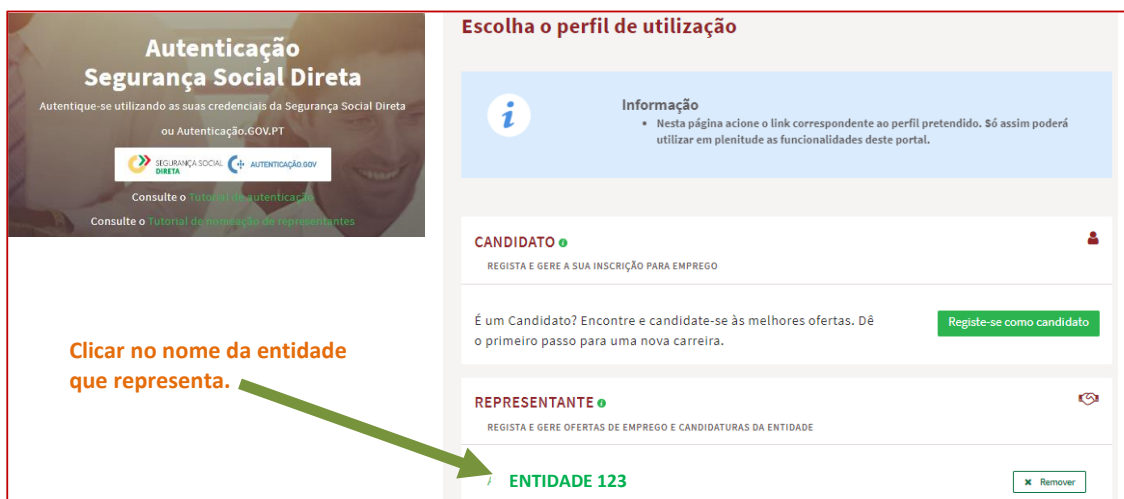 Autenticação
Segurança Social Direta
Autentique-se utilizando as suas credenciais da Segurança Social Direta
ou Autenticação.GOV.PT
SEGURANÇA SOCIAL
DIRETA
AUTENTICAÇÃO.GOV
Consulte o Tutorial de autenticação
Consulte o Tutorial de nomeação de representantes
Clicar no nome da entidade
que representa.
Escolha o perfil de utilização
Informação
• Nesta página acione o link correspondente ao perfil pretendido. Só assim poderá
utilizar em plenitude as funcionalidades deste portal.
CANDIDATO
REGISTA E GERE A SUA INSCRIÇÃO PARA EMPREGO
É um Candidato? Encontre e candidate-se às melhores ofertas. Dê
o primeiro passo para uma nova carreira.
Registe-se como candidato
REPRESENTANTE
REGISTA E GERE OFERTAS DE EMPREGO E CANDIDATURAS DA ENTIDADE
ENTIDADE 123
Remover